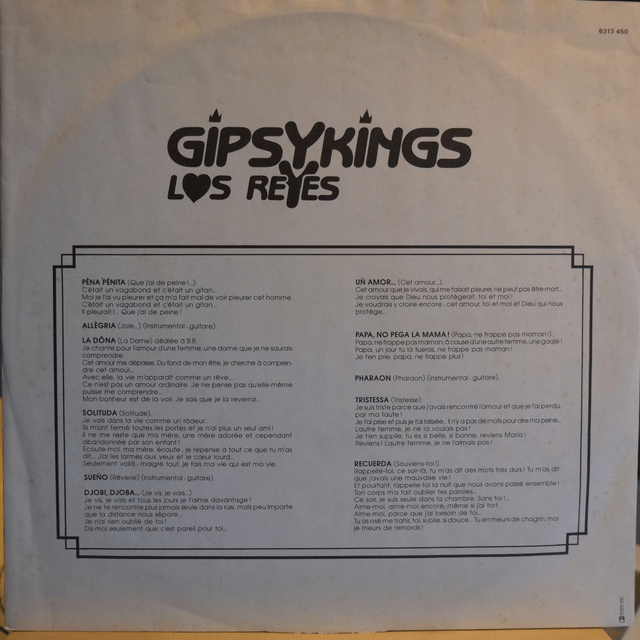 6313 450
GIPSYKINGS
LOS REYES
PÈNA PÈNITA (Que j'ai de peine !...).
C'était un vagabond et c'était un gitan...
Moi je l'ai vu pleurer et ça m'a fait mal de voir pleurer cet homme.
C'était un vagabond et c'était un gitan...
Il pleurait !... Que j'ai de peine !
ALLÈGRIA (Joie...) (instrumental : guitare).
LA DÔNA (La Dame) dédiée à B.B.
Je chante pour l'amour d'une femme, une dame que je ne saurais
comprendre.
Cet amour me dépasse. Du fond de mon être, je cherche à compren-
dre cet amour...
Avec elle, la vie m'apparaît comme un rêve...
Ce n'est pas un amour ordinaire. Je ne pense pas qu'elle-même
puisse me comprendre...
Mon bonheur est de la voir. Je sais que je la reverrai...
SOLITUDA (Solitude).
Je vais dans la vie comme un rôdeur...
Ils m'ont fermé toutes les portes et je n'ai plus un seul ami !
Il ne me reste que ma mère, une mère adorée et cependant
abandonnée par son enfant !
Ecoute-moi, ma mère, écoute : je repense à tout ce que tu m'as
dit... J'ai les larmes aux yeux et le cœur lourd...
Seulement voilà : malgré tout, je fais ma vie qui est ma vie.
SUEÑO (Rêverie) (instrumental : guitare).
DJOBI, DJOBA... (Je vis, je vais...).
Je vis, je vais et tous les jours je t'aime davantage !
Je ne te rencontre plus jamais seule dans la rue, mais peu importe
que la distance nous sépare...
Je n'ai rien oublié de toi !
Dis-moi seulement que c'est pareil pour toi...
UÑ AMOR... (Cet amour...).
Cet amour que je vivais, qui me faisait pleurer, ne peut pas être mort...
Je croyais que Dieu nous protégeait, toi et moi !
Je voudrais y croire encore : cet amour, toi et moi et Dieu qui nous
protège...
PAPA, NO PEGA LA MAMA ! (Papa, ne frappe pas maman !)...
Papa, ne frappe pas maman, à cause d'une autre femme, une gadjé !
Papa, un jour tu la tueras, ne frappe pas maman !
Je t'en prie, papa, ne frappe plus !
PHARAON (Pharaon) (instrumental : guitare).
TRISTESSA (Tristesse).
Je suis triste parce que j'avais rencontré l'amour et que je l'ai perdu,
par ma faute !
Je t'ai prise et puis je t'ai laissée... Il n'y a pas de mots pour dire ma peine.
L'autre femme, je ne la voulais pas !
Je t'en supplie, tu es si belle, si bonne, reviens Maria !
Reviens ! L'autre femme, je ne l'aimais pas !
RECUERDA (Souviens-toi !).
Rappelle-toi, ce soir-là, tu m'as dit des mots très durs ! Tu m'as dit
que j'avais une mauvaise vie !
Et pourtant, rappelle-toi la nuit que nous avons passé ensemble !
Ton corps m'a fait oublier tes paroles...
Ce soir, je suis seule dans la chambre. Sans toi !
Aime-moi, aime-moi encore, même si j'ai tort.
Aime-moi, parce que j'ai besoin de toi...
Tu as osé me trahir, toi, si jolie, si douce... Tu en meurs de chagrin, moi
je meurs de remords !